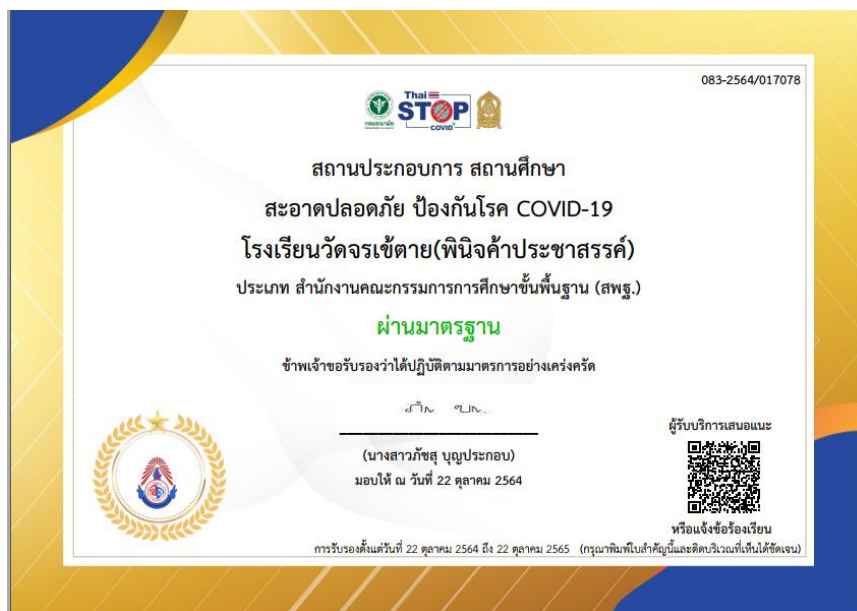 083-2564/017078
Thai
STOP
COVID
กรมอนามัย
สถานประกอบการ สถานศึกษา
สะอาดปลอดภัย ป้องกันโรค COVID-19
โรงเรียนวัดจรเข้ตาย(พินิจค้าประชาสรรค์)
ประเภท สำนักงานคณะกรรมการการศึกษาขั้นพื้นฐาน (สพฐ.)
ผ่านมาตรฐาน
ข้าพเจ้าขอรับรองว่าได้ปฏิบัติตามมาตรการอย่างเคร่งครัด
(นางสาวภัชสุ บุญประกอบ)
มอบให้ ณ วันที่ 22 ตุลาคม 2564
ผู้รับบริการเสนอแนะ
หรือแจ้งข้อร้องเรียน
การรับรองตั้งแต่วันที่ 22 ตุลาคม 2564 ถึง 22 ตุลาคม 2565 (กรุณาพิมพ์ใบสำคัญนี้และติดบริเวณที่เห็นได้ชัดเจน)